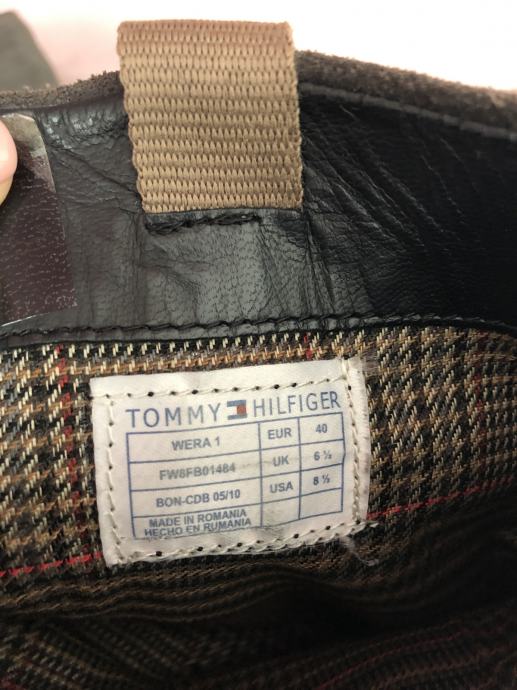 TOMMY HILFIGER
WERA 1 EUR 40
FW8FB01484 UK 6 ½
BON-CDB 05/10 USA 8 ½
MADE IN ROMANIA
HECHO EN RUMANIA